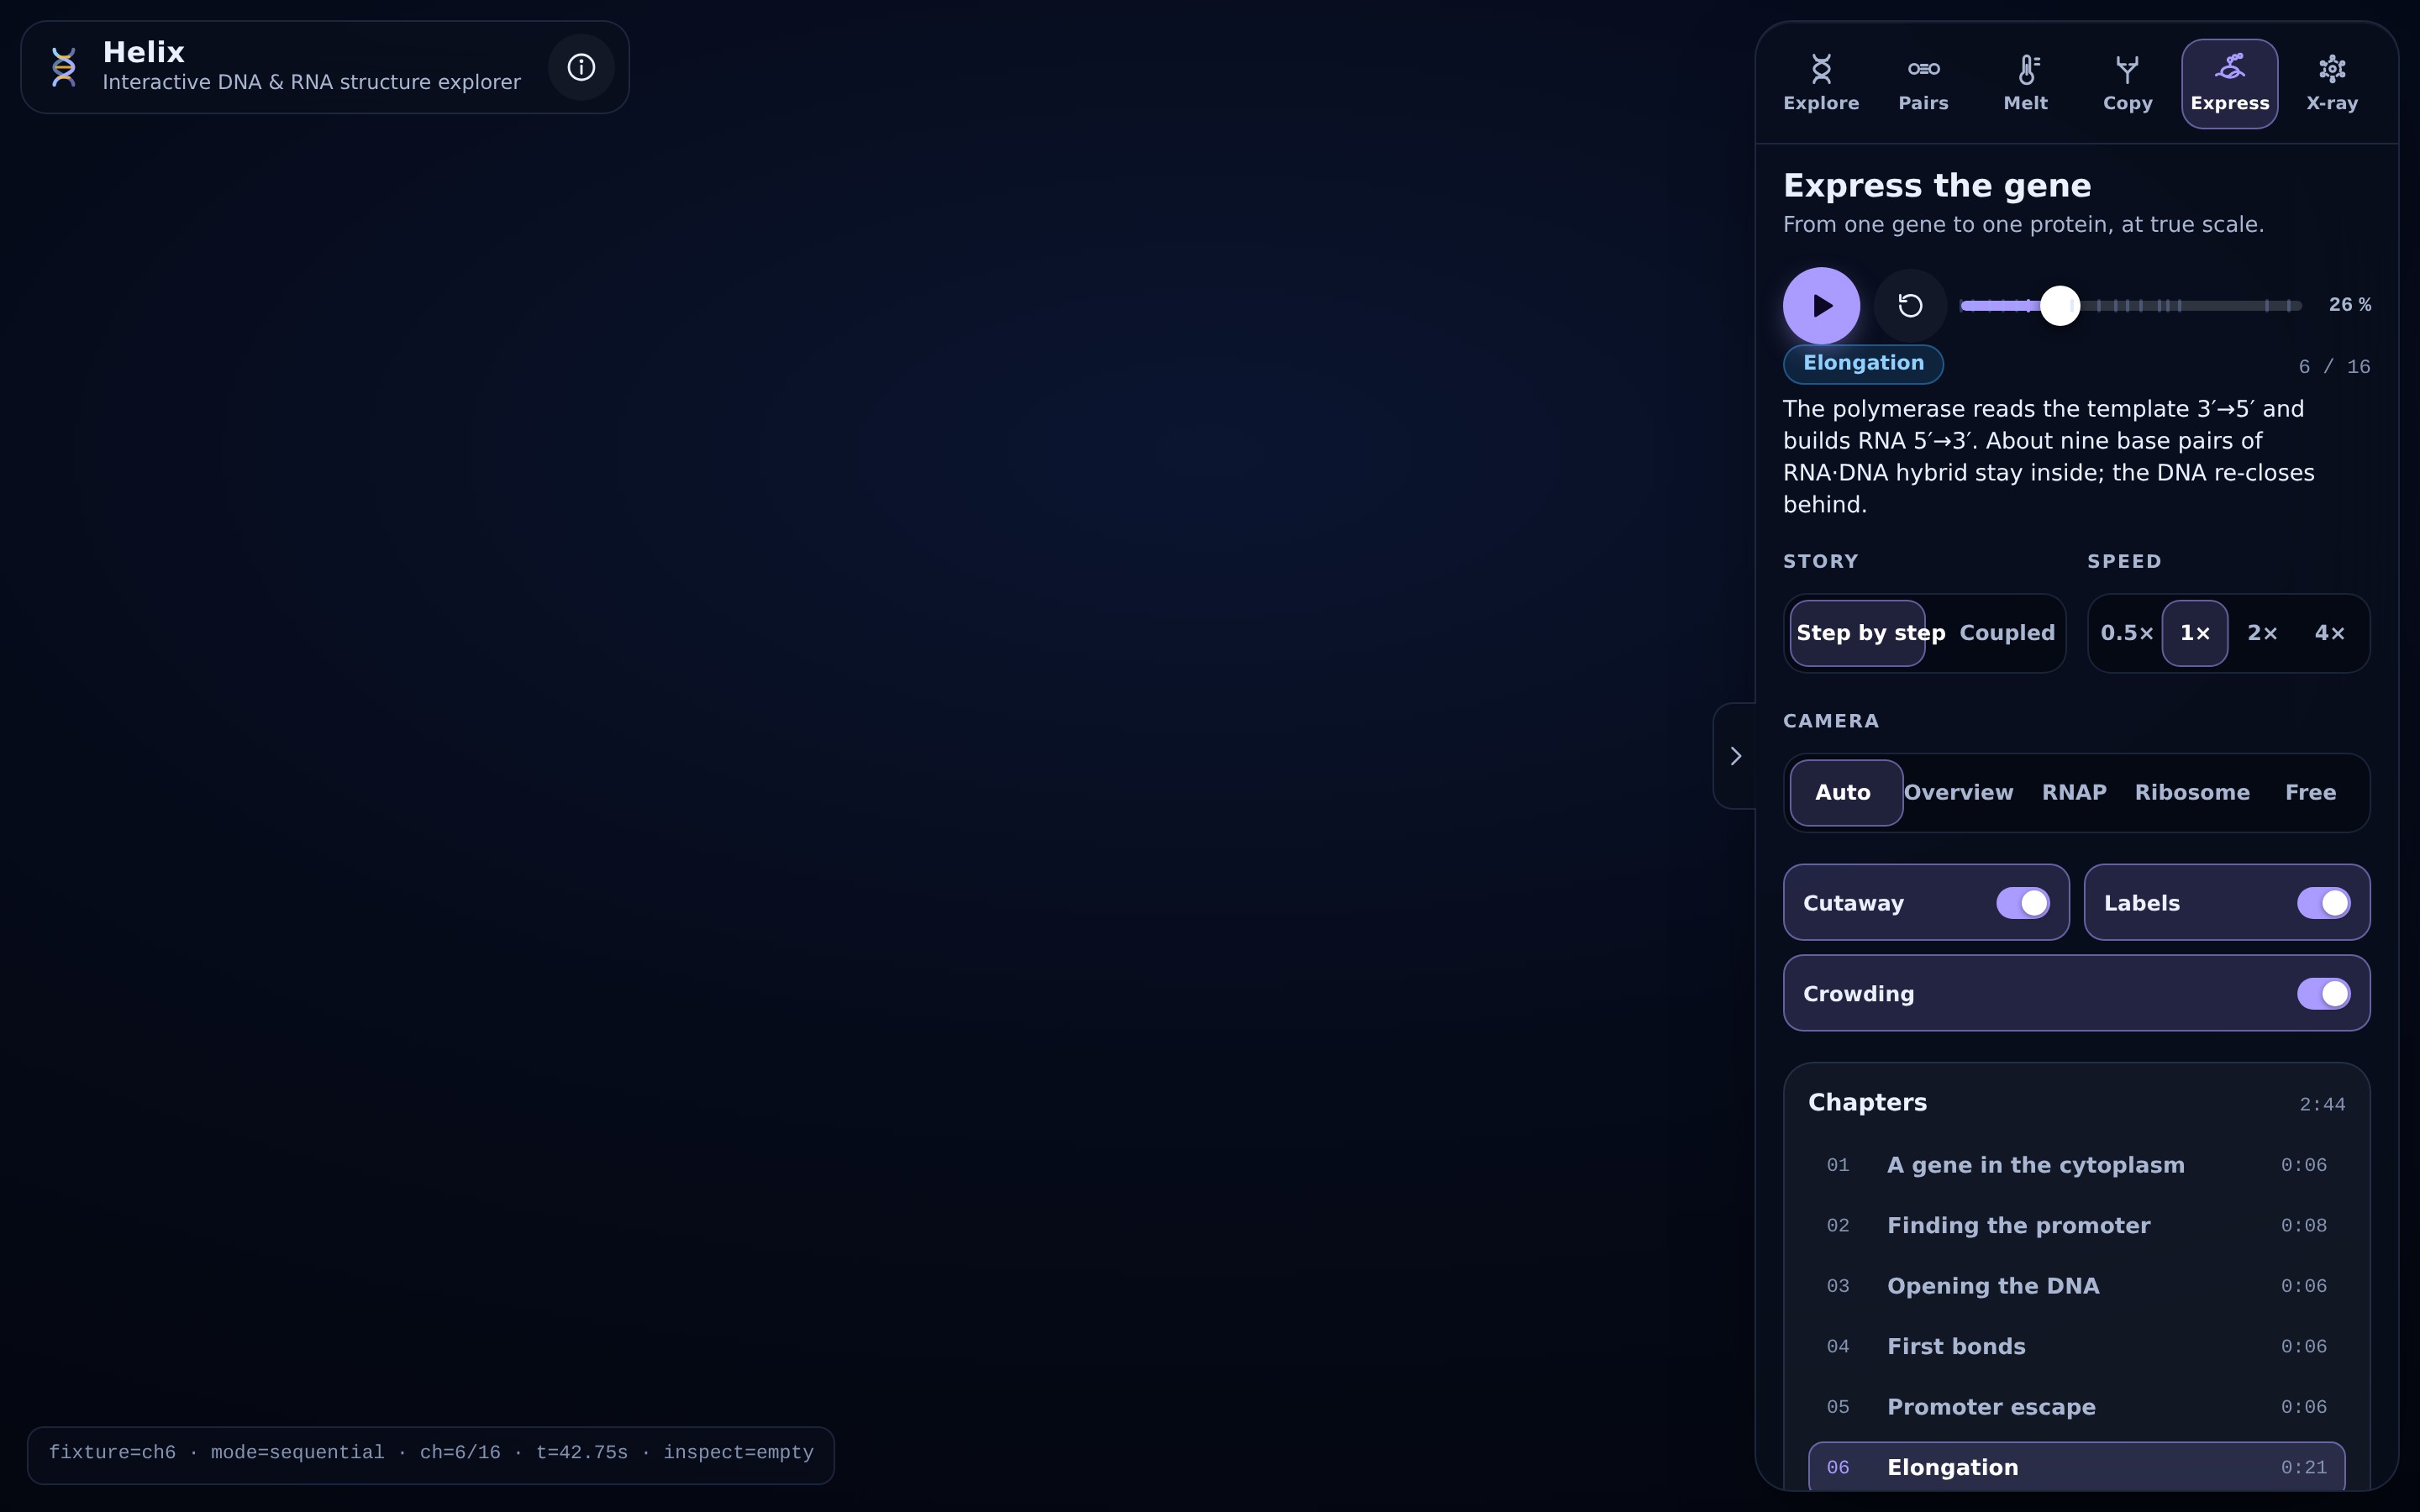 Helix
Interactive DNA & RNA structure explorer
Explore
Pairs
Melt
Copy
Express
X-ray
Express the gene
From one gene to one protein, at true scale.
26 %
Elongation
6 / 16
The polymerase reads the template 3′→5′ and
builds RNA 5′→3′. About nine base pairs of
RNA·DNA hybrid stay inside; the DNA re-closes
behind.
STORY
SPEED
Step by step
Coupled
0.5×
1×
2×
4×
CAMERA
Auto
Overview
RNAP
Ribosome
Free
Cutaway
Labels
Crowding
Chapters
2:44
01 A gene in the cytoplasm 0:06
02 Finding the promoter 0:08
03 Opening the DNA 0:06
04 First bonds 0:06
05 Promoter escape 0:06
06 Elongation 0:21
fixture=ch6 · mode=sequential · ch=6/16 · t=42.75s · inspect=empty